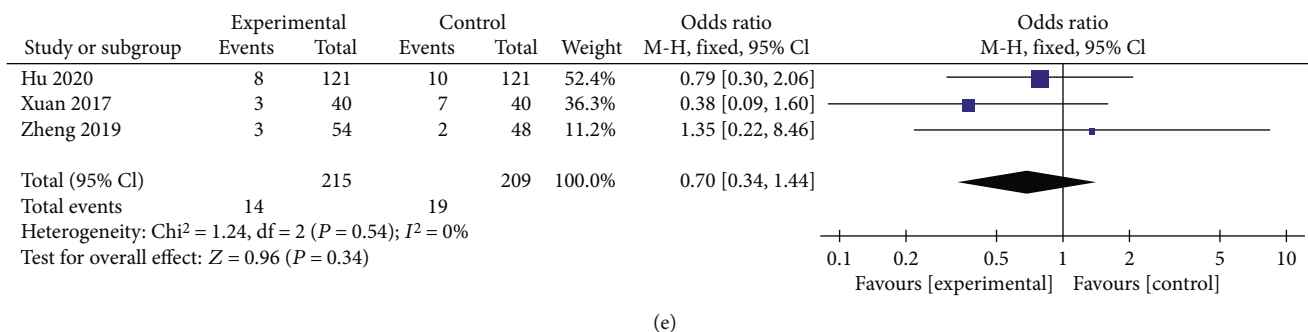 Experimental Control Odds ratio Odds ratio
Study or subgroup Events Total Events Total Weight M-H, fixed, 95% Cl M-H, fixed, 95% Cl
Hu 2020 8 121 10 121 52.4% 0.79 [0.30, 2.06]
Xuan 2017 3 40 7 40 36.3% 0.38 [0.09, 1.60]
Zheng 2019 3 54 2 48 11.2% 1.35 [0.22, 8.46]
Total (95% Cl) 215 209 100.0% 0.70 [0.34, 1.44]
Total events 14 19
Heterogeneity: Chi² = 1.24, df = 2 (P = 0.54); I² = 0%
Test for overall effect: Z = 0.96 (P = 0.34)
0.1 0.2 0.5 1 2 5 10
Favours [experimental] Favours [control]
(e)